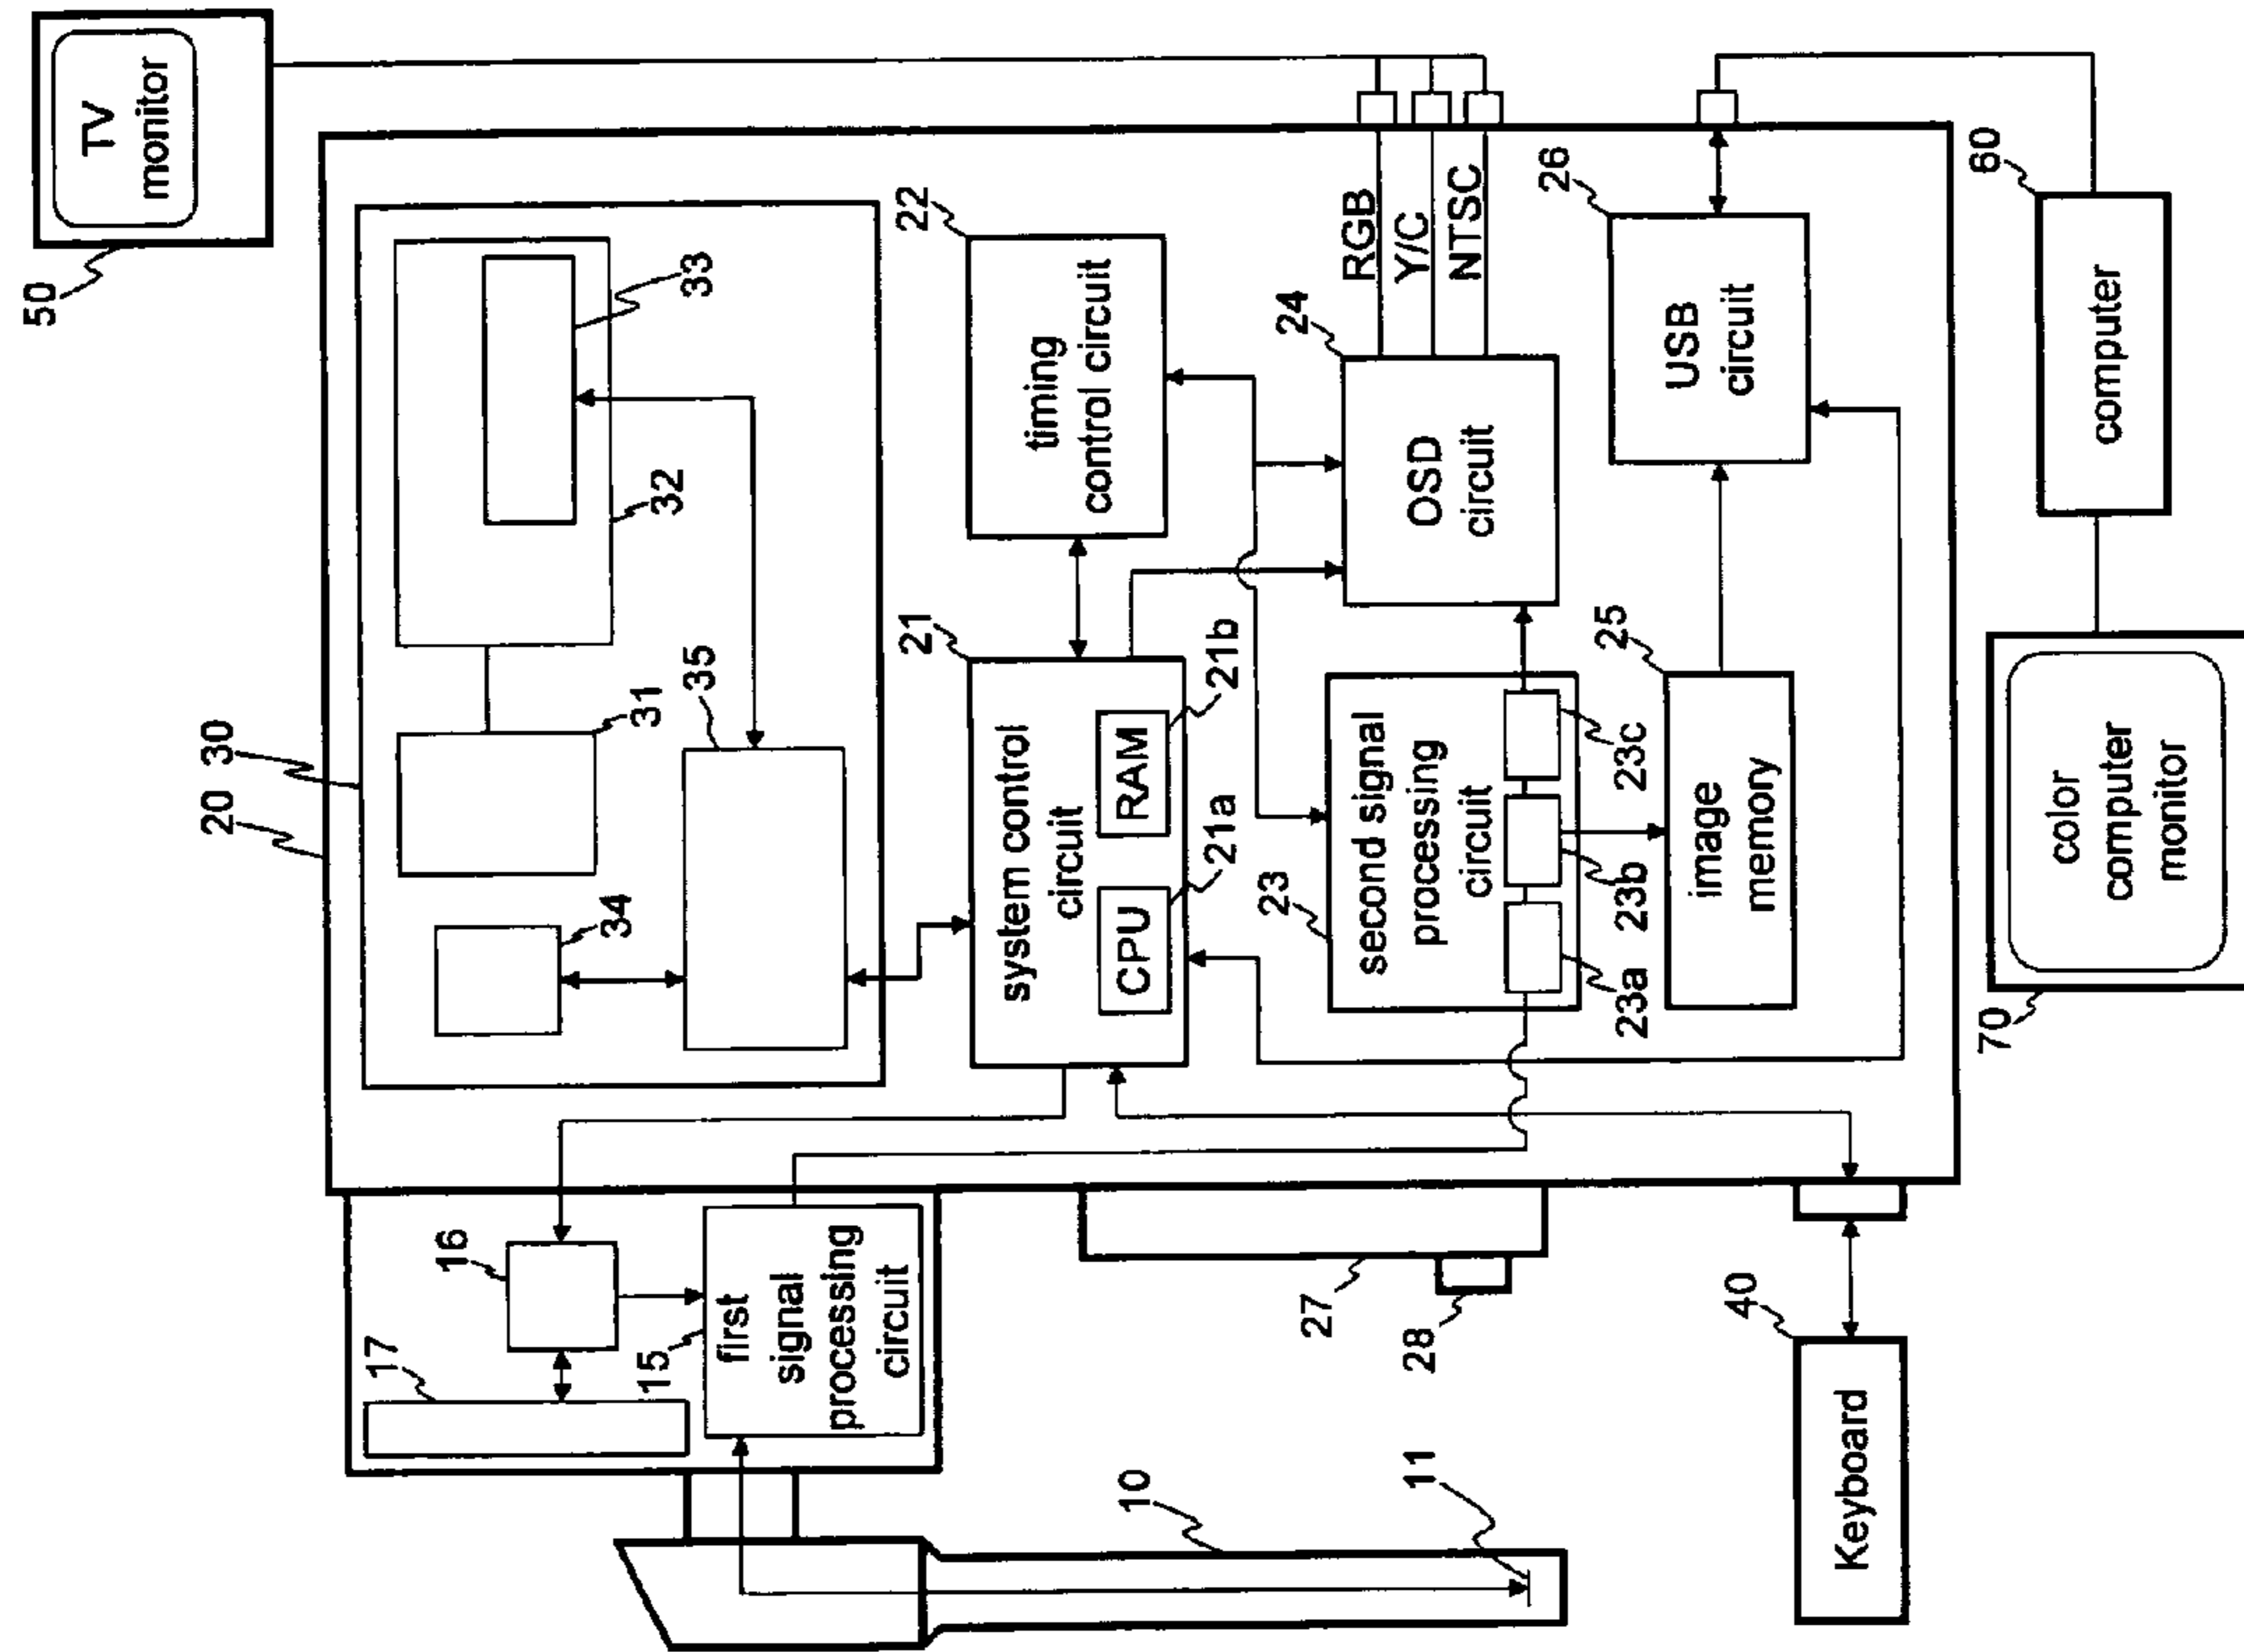 50
TV
monitor
20
30
34
31
35
32
33
22
timing
control circuit
21
system control
circuit
CPU
RAM
21a
21b
24
OSD
circuit
RGB
Y/C
NTSC
23
second signal
processing
circuit
23a
23b
23c
25
image
memory
26
USB
circuit
17
16
15
first
signal
processing
circuit
27
28
10
11
40
Keyboard
60
computer
70
color
computer
monitor